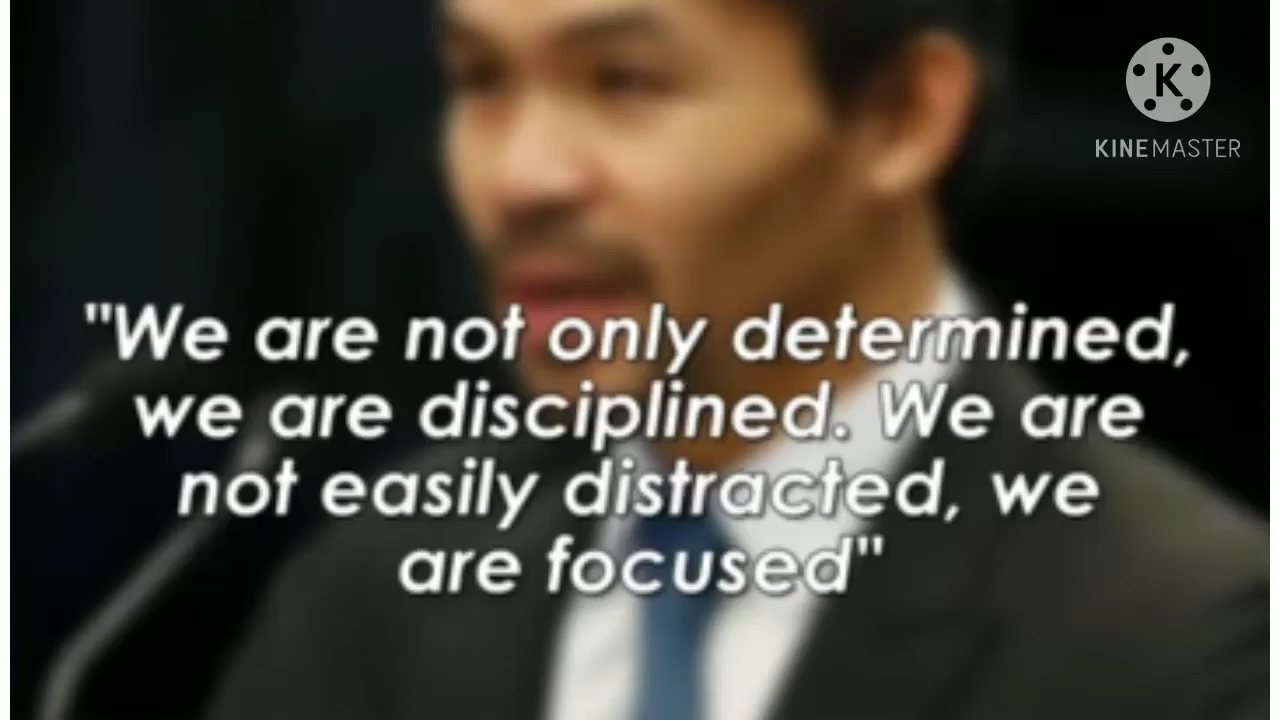 K
KINEMASTER
"We are not only determined,
we are disciplined. We are
not easily distracted, we
are focused"